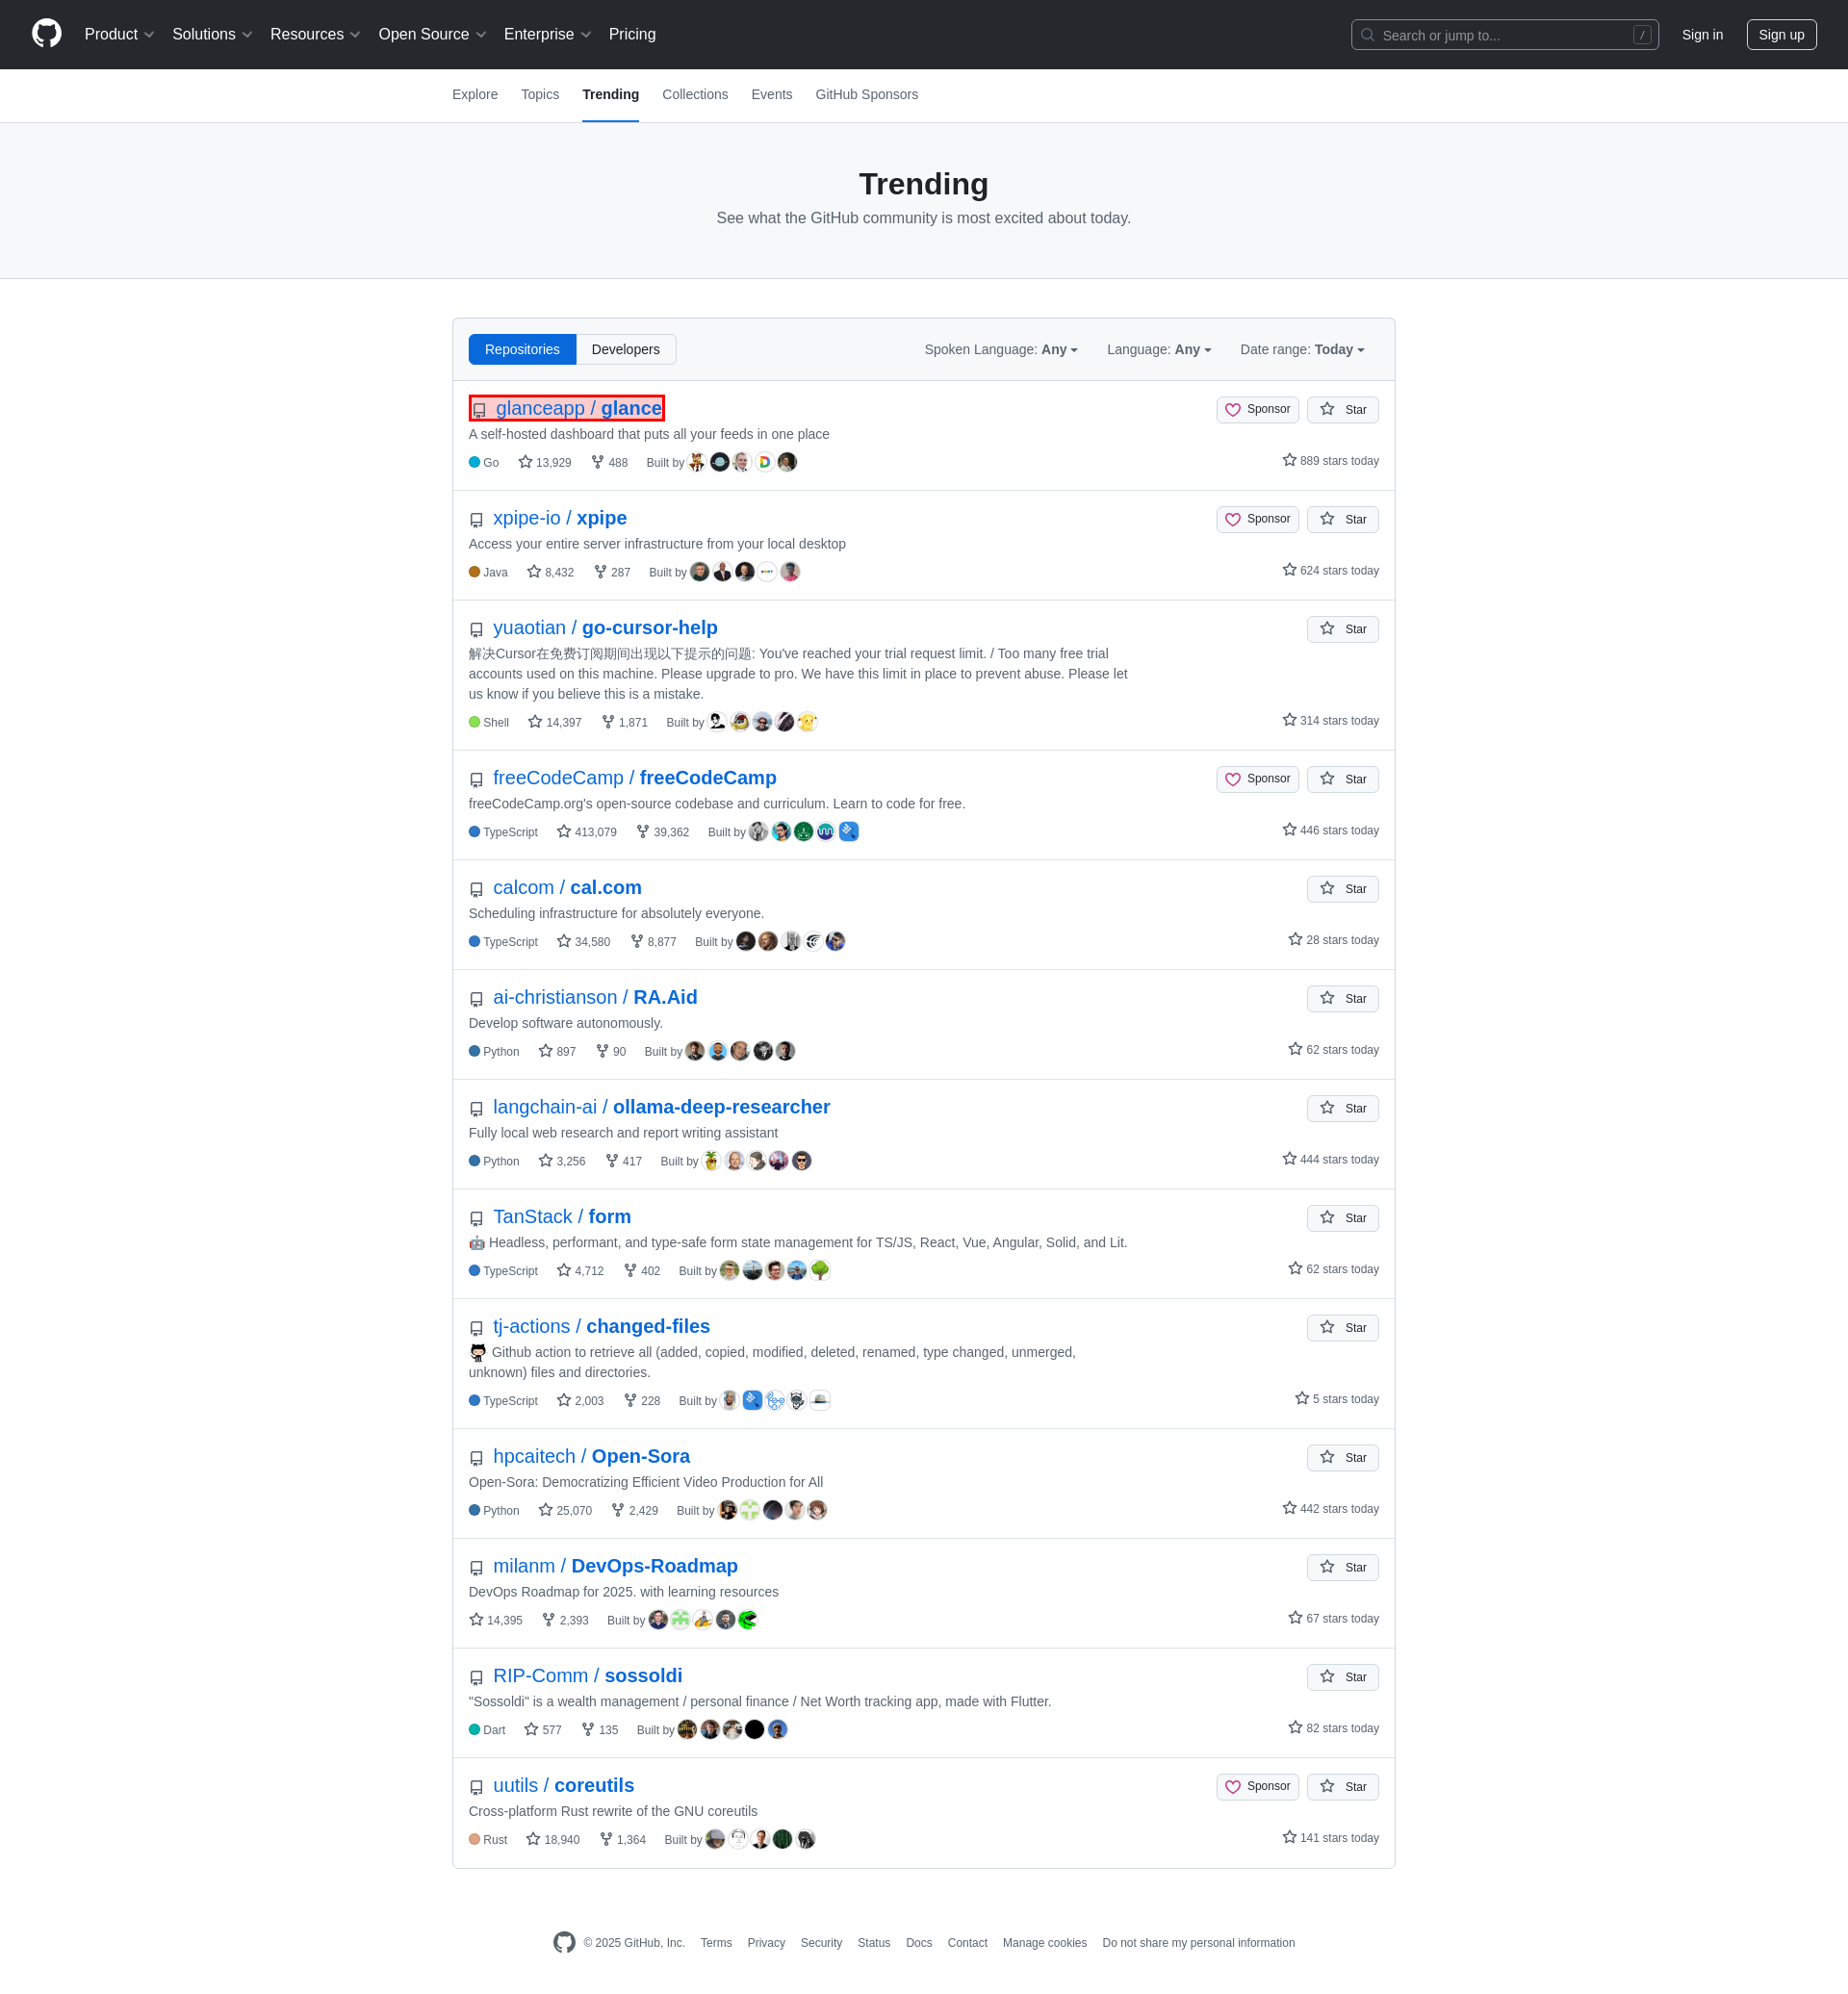 Product Solutions Resources Open Source Enterprise Pricing Search or jump to... / Sign in Sign up
Explore Topics Trending Collections Events GitHub Sponsors
Trending
See what the GitHub community is most excited about today.
Repositories Developers Spoken Language: Any Language: Any Date range: Today
glanceapp / glance Sponsor Star
A self-hosted dashboard that puts all your feeds in one place
Go 13,929 488 Built by 889 stars today
xpipe-io / xpipe Sponsor Star
Access your entire server infrastructure from your local desktop
Java 8,432 287 Built by 624 stars today
yuaotian / go-cursor-help Star
解决Cursor在免费订阅期间出现以下提示的问题: You've reached your trial request limit. / Too many free trial
accounts used on this machine. Please upgrade to pro. We have this limit in place to prevent abuse. Please let
us know if you believe this is a mistake.
Shell 14,397 1,871 Built by 314 stars today
freeCodeCamp / freeCodeCamp Sponsor Star
freeCodeCamp.org's open-source codebase and curriculum. Learn to code for free.
TypeScript 413,079 39,362 Built by 446 stars today
calcom / cal.com Star
Scheduling infrastructure for absolutely everyone.
TypeScript 34,580 8,877 Built by 28 stars today
ai-christianson / RA.Aid Star
Develop software autonomously.
Python 897 90 Built by 62 stars today
langchain-ai / ollama-deep-researcher Star
Fully local web research and report writing assistant
Python 3,256 417 Built by 444 stars today
TanStack / form Star
🤖 Headless, performant, and type-safe form state management for TS/JS, React, Vue, Angular, Solid, and Lit.
TypeScript 4,712 402 Built by 62 stars today
tj-actions / changed-files Star
Github action to retrieve all (added, copied, modified, deleted, renamed, type changed, unmerged,
unknown) files and directories.
TypeScript 2,003 228 Built by 5 stars today
hpcaitech / Open-Sora Star
Open-Sora: Democratizing Efficient Video Production for All
Python 25,070 2,429 Built by 442 stars today
milanm / DevOps-Roadmap Star
DevOps Roadmap for 2025. with learning resources
14,395 2,393 Built by 67 stars today
RIP-Comm / sossoldi Star
"Sossoldi" is a wealth management / personal finance / Net Worth tracking app, made with Flutter.
Dart 577 135 Built by 82 stars today
uutils / coreutils Sponsor Star
Cross-platform Rust rewrite of the GNU coreutils
Rust 18,940 1,364 Built by 141 stars today
© 2025 GitHub, Inc. Terms Privacy Security Status Docs Contact Manage cookies Do not share my personal information